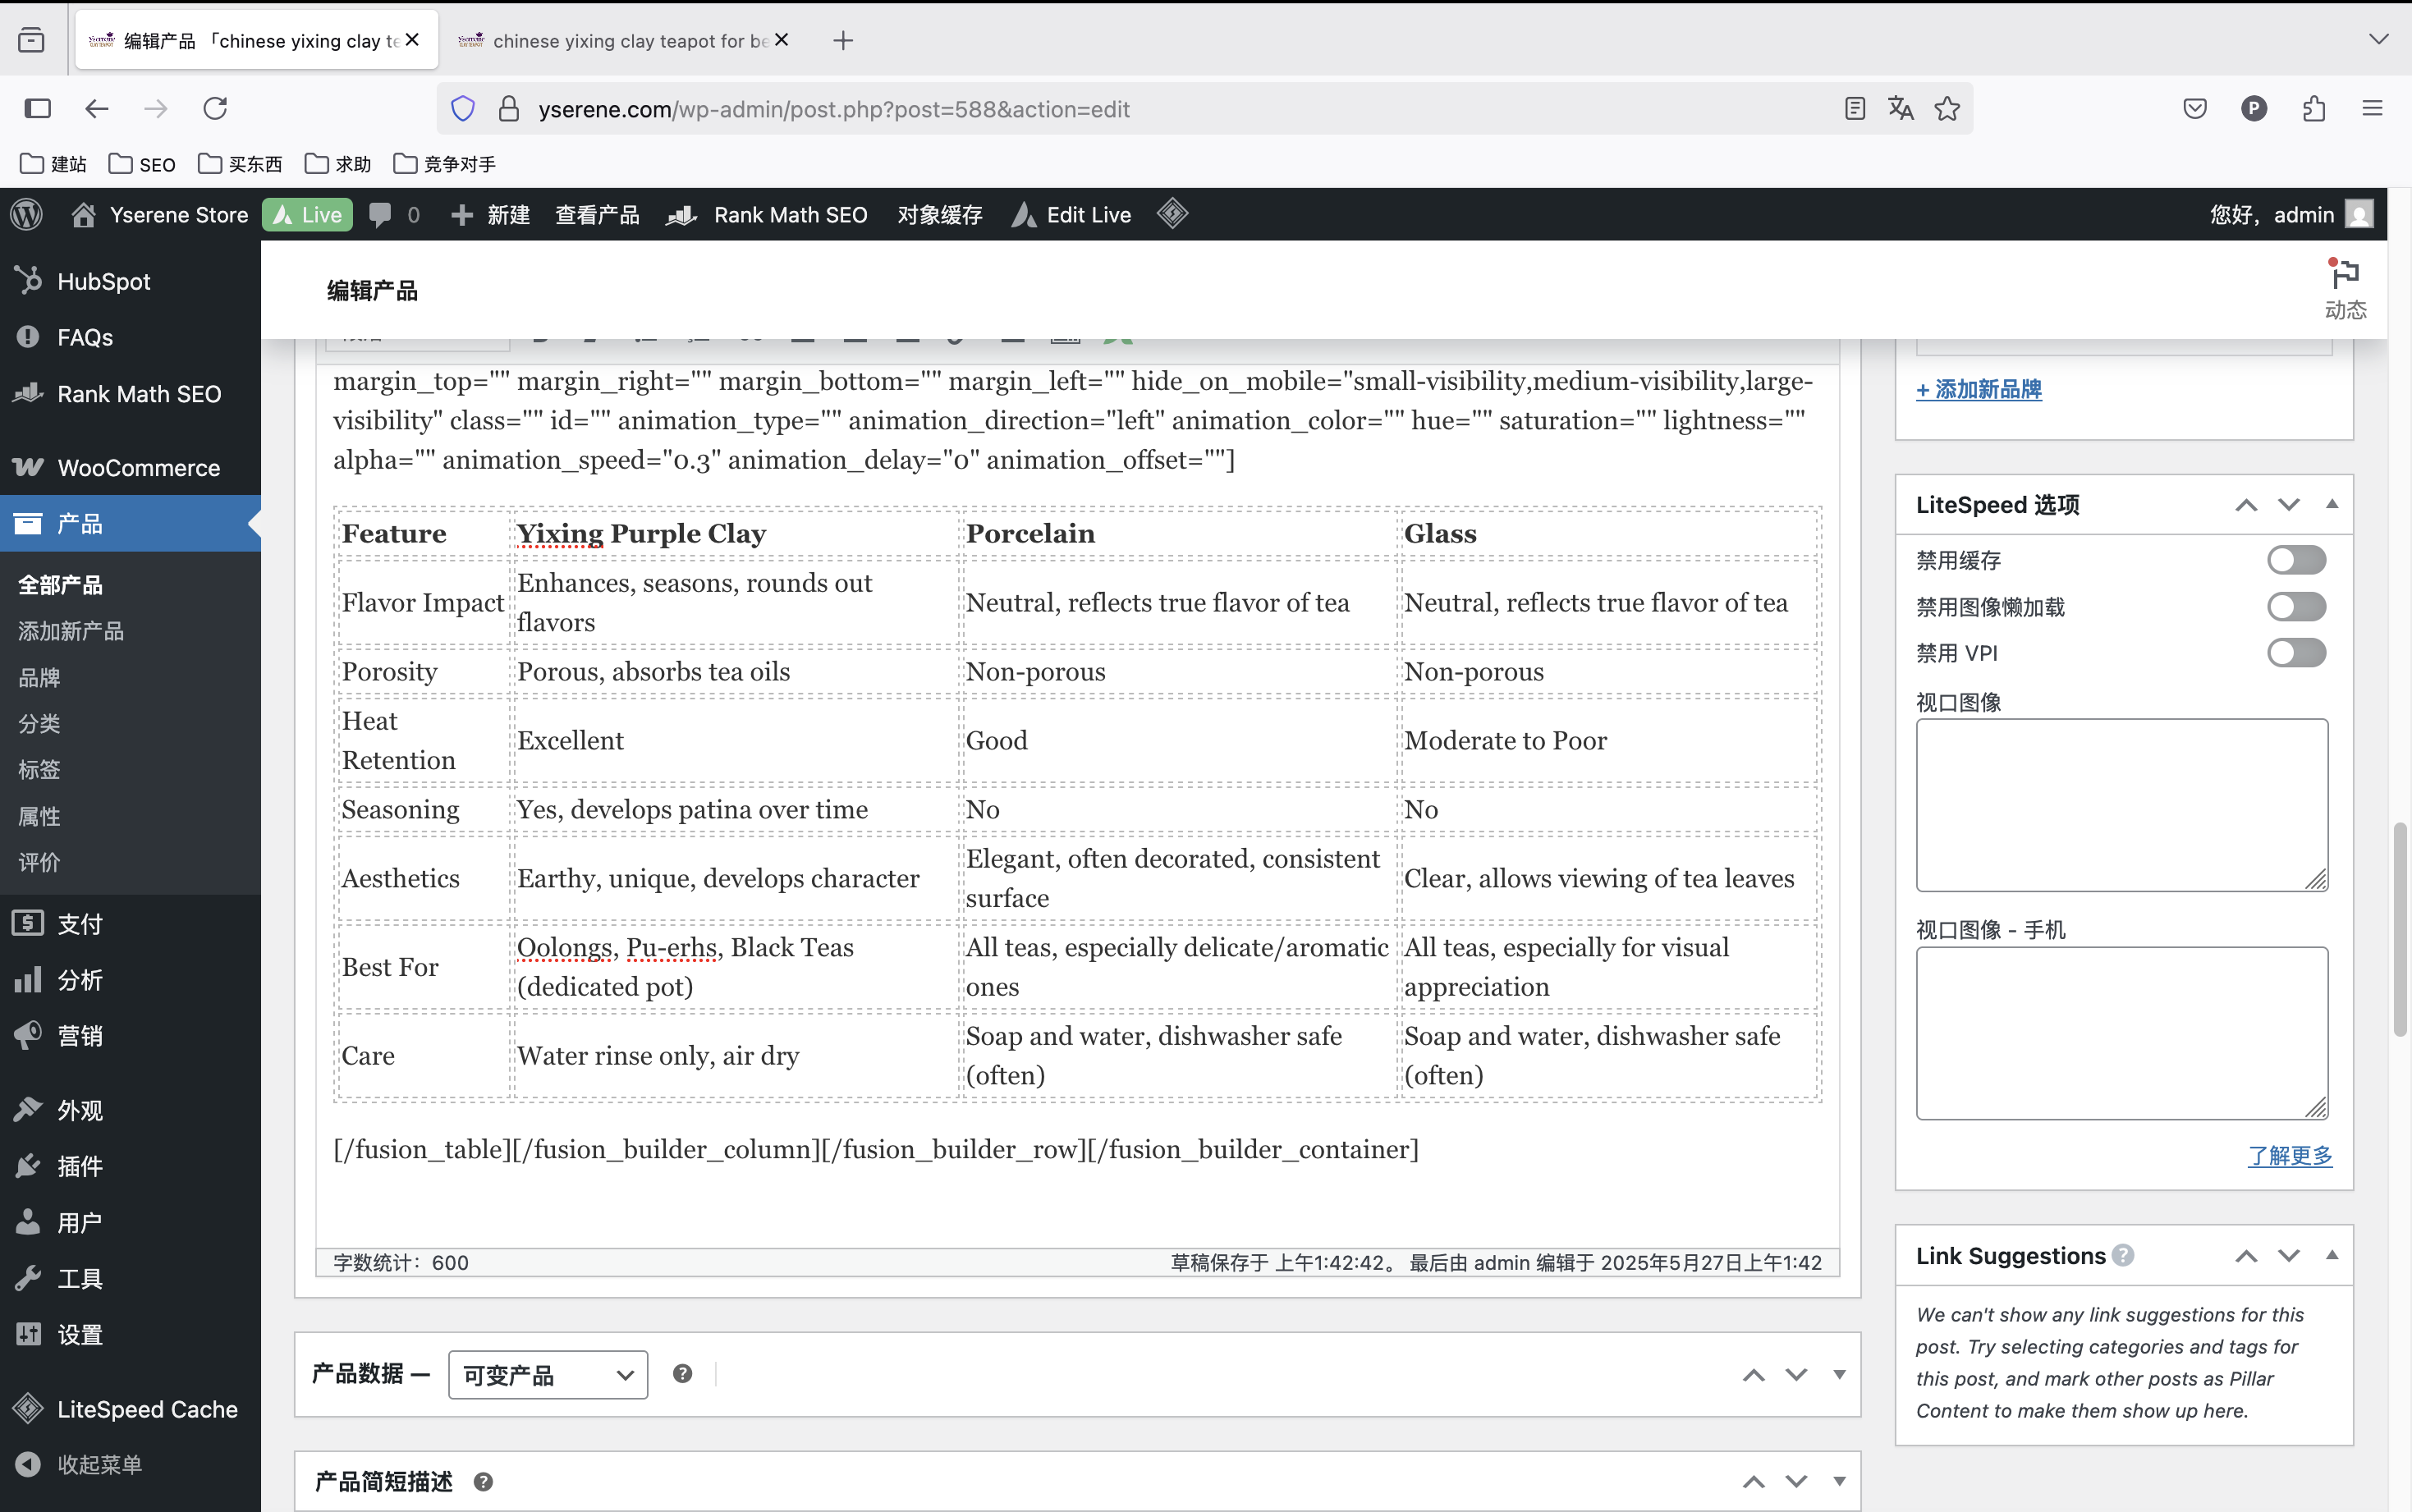 编辑产品 「chinese yixing clay te
chinese yixing clay teapot for be
yserene.com/wp-admin/post.php?post=588&action=edit
P
建站
SEO
买东西
求助
竞争对手
Yserene Store
Live
0
新建
查看产品
Rank Math SEO
对象缓存
Edit Live
您好，admin
HubSpot
FAQs
Rank Math SEO
WooCommerce
产品
全部产品
添加新产品
品牌
分类
标签
属性
评价
支付
分析
营销
外观
插件
用户
工具
设置
LiteSpeed Cache
收起菜单
编辑产品
动态
margin_top="" margin_right="" margin_bottom="" margin_left="" hide_on_mobile="small-visibility,medium-visibility,large-
visibility" class="" id="" animation_type="" animation_direction="left" animation_color="" hue="" saturation="" lightness=""
alpha="" animation_speed="0.3" animation_delay="0" animation_offset=""]
Feature Yixing Purple Clay Porcelain Glass
Flavor Impact
Enhances, seasons, rounds out
flavors
Neutral, reflects true flavor of tea
Neutral, reflects true flavor of tea
Porosity Porous, absorbs tea oils Non-porous Non-porous
Heat
Retention
Excellent
Good
Moderate to Poor
Seasoning Yes, develops patina over time No No
Aesthetics
Earthy, unique, develops character
Elegant, often decorated, consistent
surface
Clear, allows viewing of tea leaves
Best For
Oolongs, Pu-erhs, Black Teas
(dedicated pot)
All teas, especially delicate/aromatic
ones
All teas, especially for visual
appreciation
Care
Water rinse only, air dry
Soap and water, dishwasher safe
(often)
Soap and water, dishwasher safe
(often)
[/fusion_table][/fusion_builder_column][/fusion_builder_row][/fusion_builder_container]
字数统计：600
草稿保存于 上午1:42:42。 最后由 admin 编辑于 2025年5月27日上午1:42
产品数据 —
可变产品
产品简短描述
+ 添加新品牌
LiteSpeed 选项
禁用缓存
禁用图像懒加载
禁用 VPI
视口图像
视口图像 - 手机
了解更多
Link Suggestions
We can't show any link suggestions for this
post. Try selecting categories and tags for
this post, and mark other posts as Pillar
Content to make them show up here.